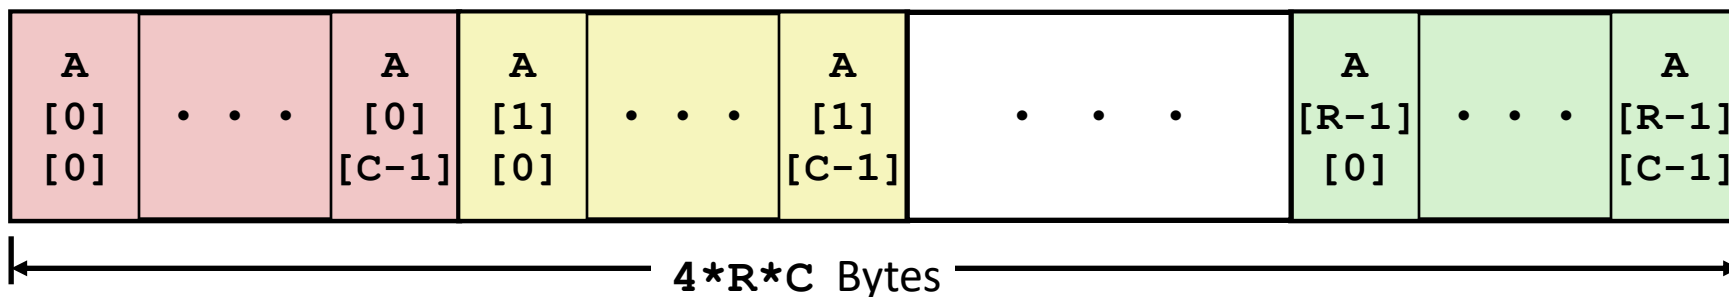 A A A A A A
[0] • • • [0] [1] • • • [1] • • • [R-1] • • • [R-1]
[0] [C-1] [0] [C-1] [0] [C-1]
4*R*C Bytes